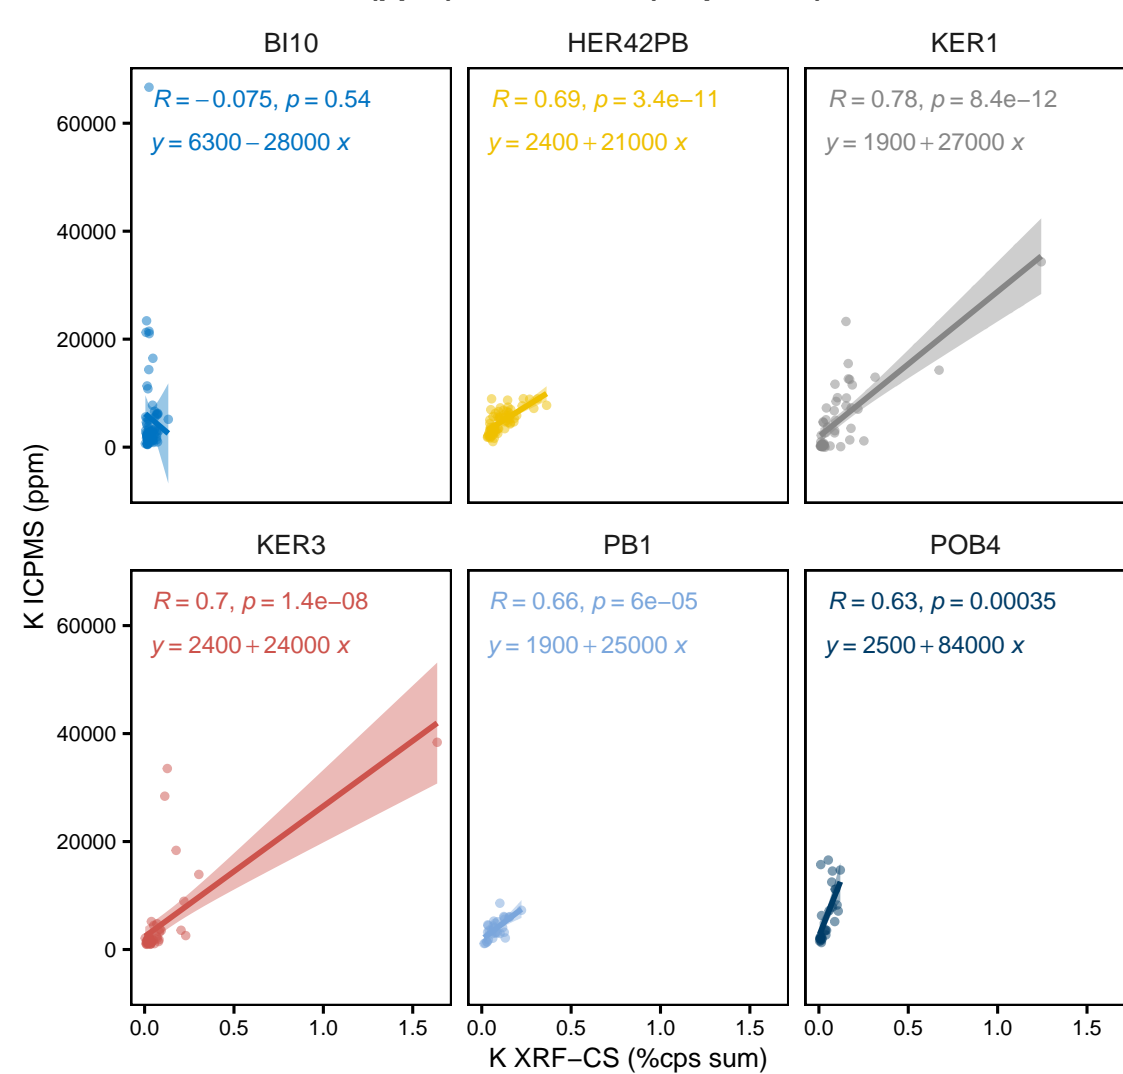 BI10
HER42PB
KER1
R = −0.075, p = 0.54
y = 6300 − 28000 x
R = 0.69, p = 3.4e−11
y = 2400 + 21000 x
R = 0.78, p = 8.4e−12
y = 1900 + 27000 x
60000
40000
20000
0
K ICPMS (ppm)
KER3
PB1
POB4
R = 0.7, p = 1.4e−08
y = 2400 + 24000 x
R = 0.66, p = 6e−05
y = 1900 + 25000 x
R = 0.63, p = 0.00035
y = 2500 + 84000 x
60000
40000
20000
0
0.0 0.5 1.0 1.5
0.0 0.5 1.0 1.5
0.0 0.5 1.0 1.5
K XRF−CS (%cps sum)